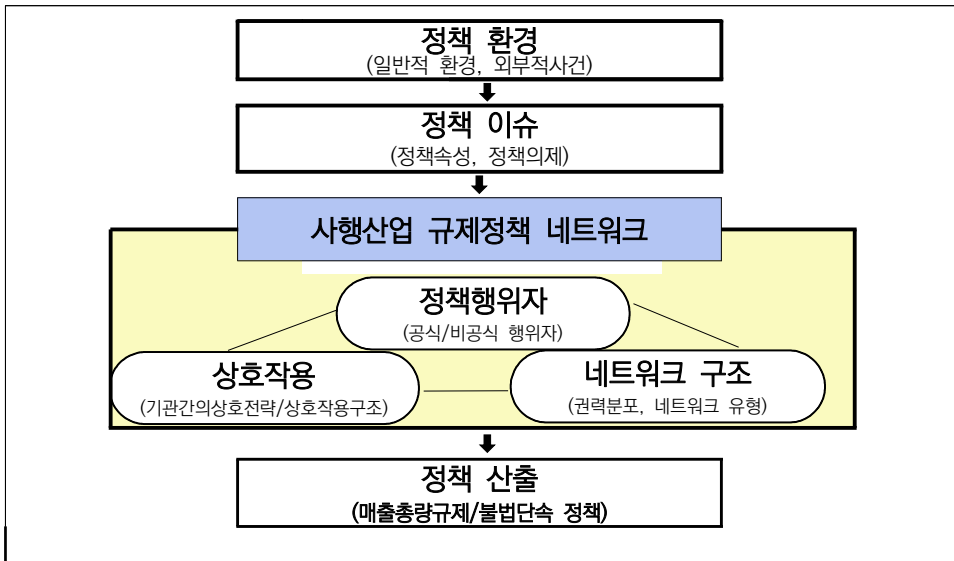 정책 환경
(일반적 환경, 외부적사건)
정책 이슈
(정책속성, 정책의제)
사행산업 규제정책 네트워크
정책행위자
(공식/비공식 행위자)
상호작용
(기관간의상호전략/상호작용구조)
네트워크 구조
(권력분포, 네트워크 유형)
정책 산출
(매출총량규제/불법단속 정책)